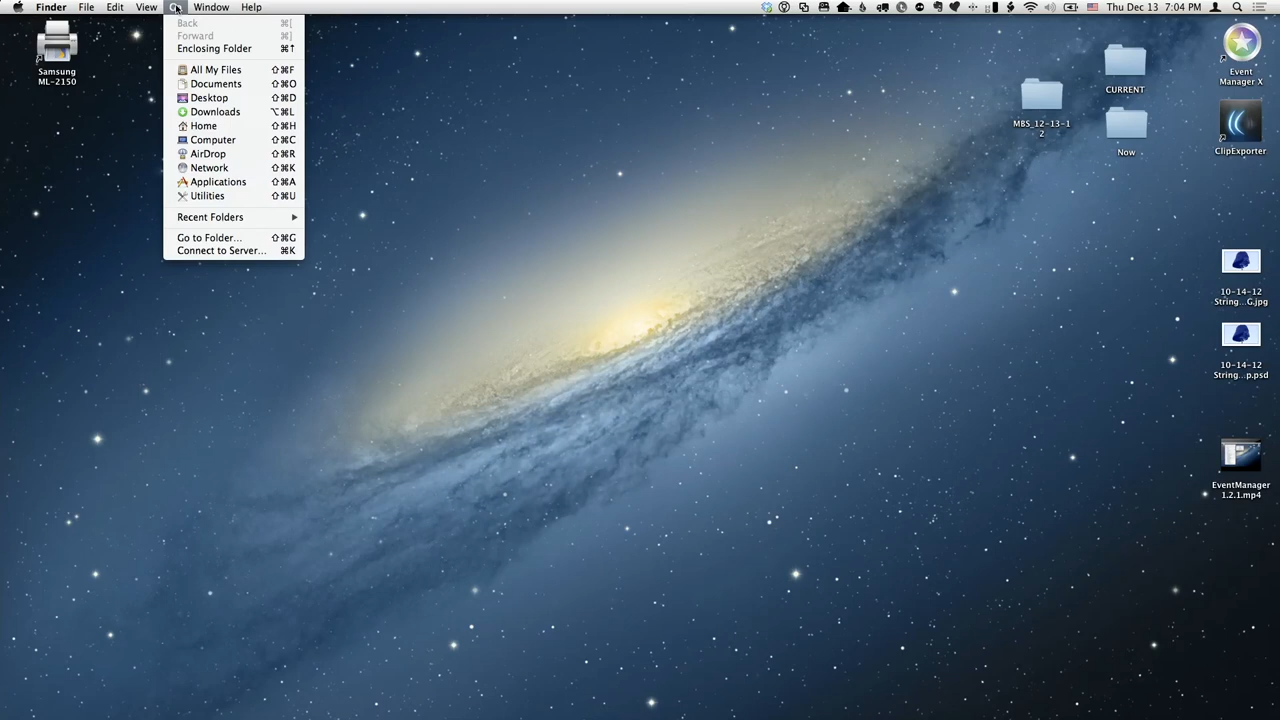 Finder File Edit View Window Help Thu Dec 13 7:04 PM
Back ⌘[
Forward ⌘]
Enclosing Folder ⌘↑
All My Files ⇧⌘F
Documents ⇧⌘O
Desktop ⇧⌘D
Downloads ⌥⌘L
Home ⇧⌘H
Computer ⇧⌘C
AirDrop ⇧⌘R
Network ⇧⌘K
Applications ⇧⌘A
Utilities ⇧⌘U
Recent Folders
Go to Folder... ⇧⌘G
Connect to Server... ⌘K
Samsung
ML-2150
MBS_12-13-1
2
CURRENT
Now
Event
Manager X
ClipExporter
10-14-12
String...G.jpg
10-14-12
String...p.psd
EventManager
1.2.1.mp4